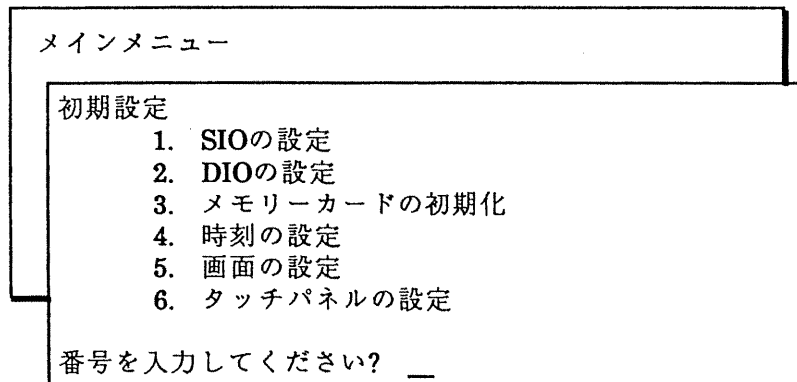 メインメニュー
初期設定
1. SIOの設定
2. DIOの設定
3. メモリーカードの初期化
4. 時刻の設定
5. 画面の設定
6. タッチパネルの設定
番号を入力してください? _